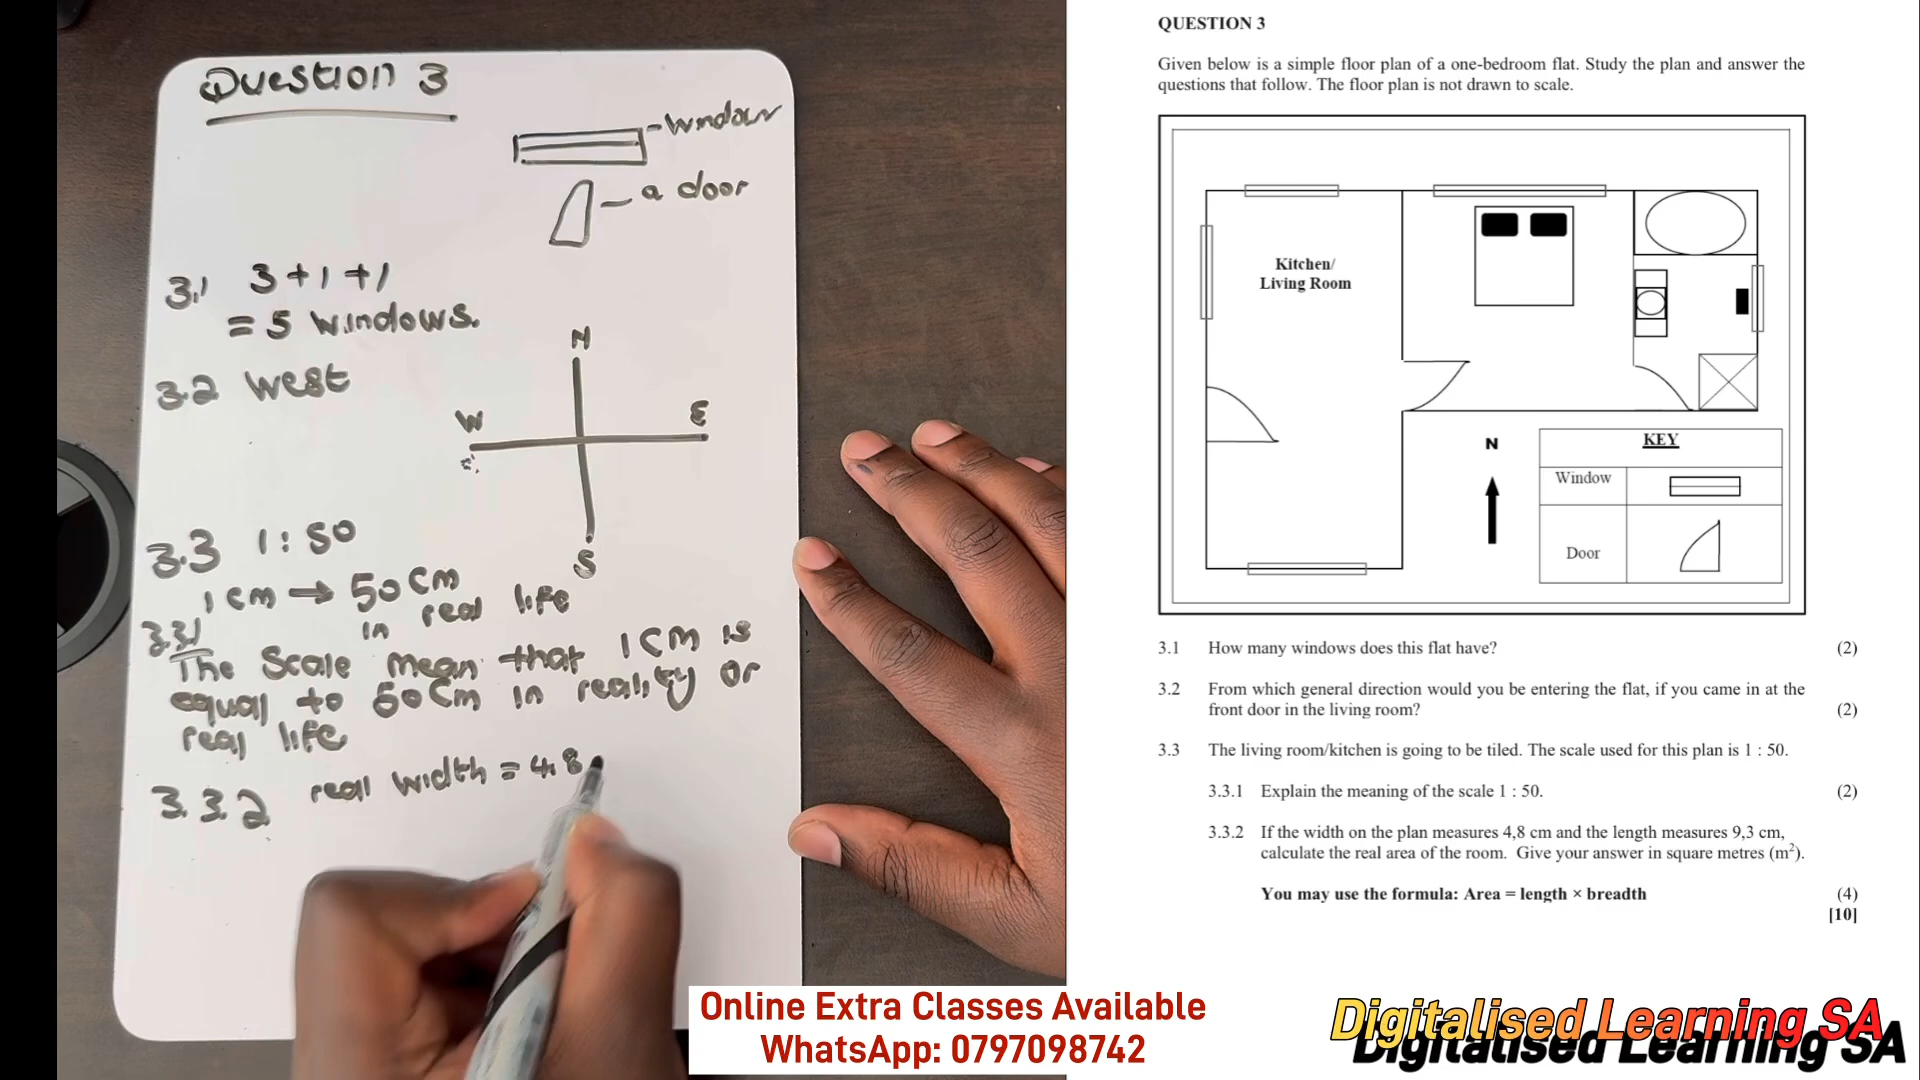 Question 3
-Window
- a door
3.1 3+1+1
= 5 windows.
3.2 West
N
W
E
S
3.3 1:50
1 cm → 50 cm
in real life
3.3.1
The Scale mean that 1 cm is
equal to 50cm in reality or
real life
3.3.2 real width = 4.8
QUESTION 3
Given below is a simple floor plan of a one-bedroom flat. Study the plan and answer the
questions that follow. The floor plan is not drawn to scale.
Kitchen/
Living Room
N
KEY
Window
Door
3.1 How many windows does this flat have? (2)
3.2 From which general direction would you be entering the flat, if you came in at the
front door in the living room? (2)
3.3 The living room/kitchen is going to be tiled. The scale used for this plan is 1 : 50.
3.3.1 Explain the meaning of the scale 1 : 50. (2)
3.3.2 If the width on the plan measures 4,8 cm and the length measures 9,3 cm,
calculate the real area of the room. Give your answer in square metres (m²).
You may use the formula: Area = length × breadth (4)
[10]
Online Extra Classes Available
WhatsApp: 0797098742
Digitalised Learning SA
Digitalised Learning SA